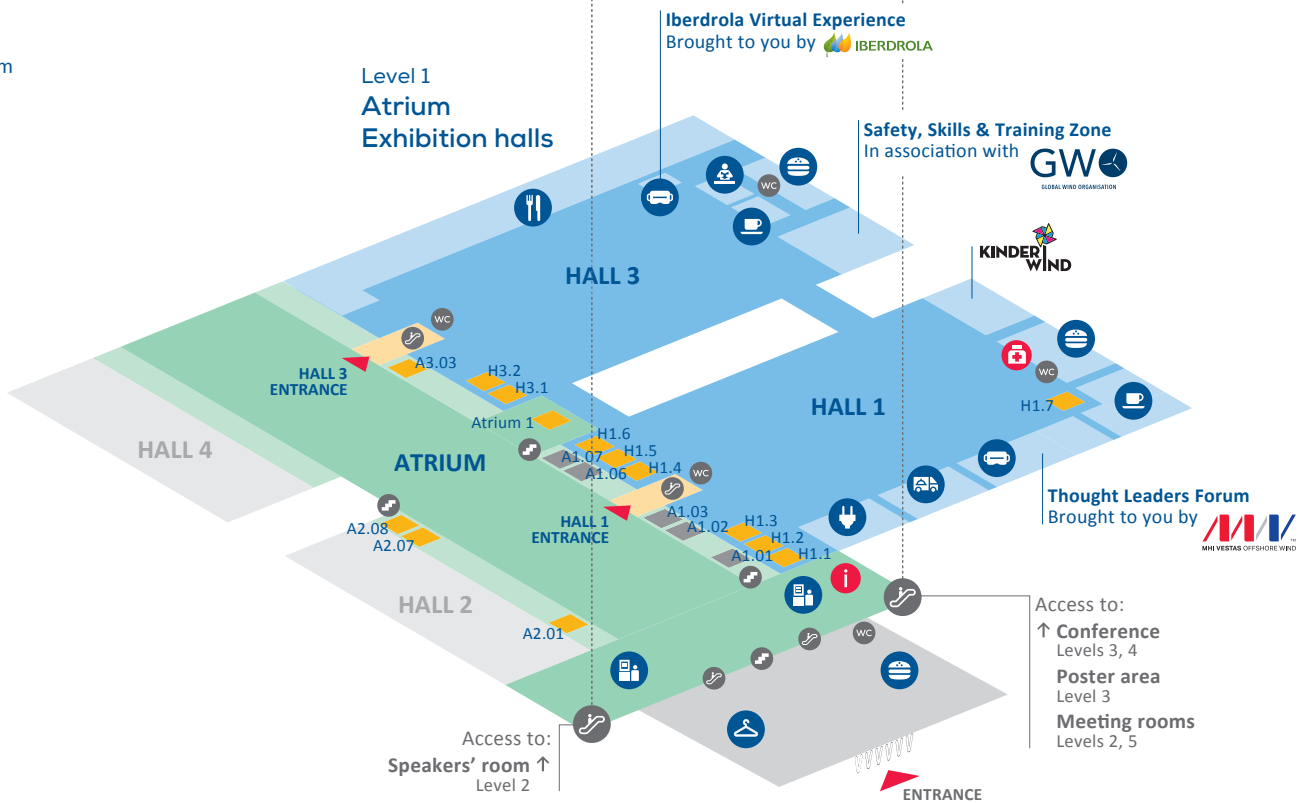 Iberdrola Virtual Experience
Brought to you by IBERDROLA
m
Level 1
Atrium
Exhibition halls
Safety, Skills & Training Zone
In association with GWO
GLOBAL WIND ORGANISATION
WC
KINDER
WIND
HALL 3
WC
HALL 3
ENTRANCE
A3.03
H3.2
H3.1
WC
H1.7
HALL 1
Atrium 1
HALL 4
ATRIUM
H1.6
A1.07
H1.5
A1.06
H1.4
WC
Thought Leaders Forum
Brought to you by
MHI VESTAS OFFSHORE WIND
TM
A1.03
HALL 1
ENTRANCE
A1.02
H1.3
H1.2
A1.01
H1.1
A2.08
A2.07
i
HALL 2
A2.01
WC
Access to:
↑ Conference
Levels 3, 4
Poster area
Level 3
Meeting rooms
Levels 2, 5
Access to:
Speakers’ room ↑
Level 2
ENTRANCE